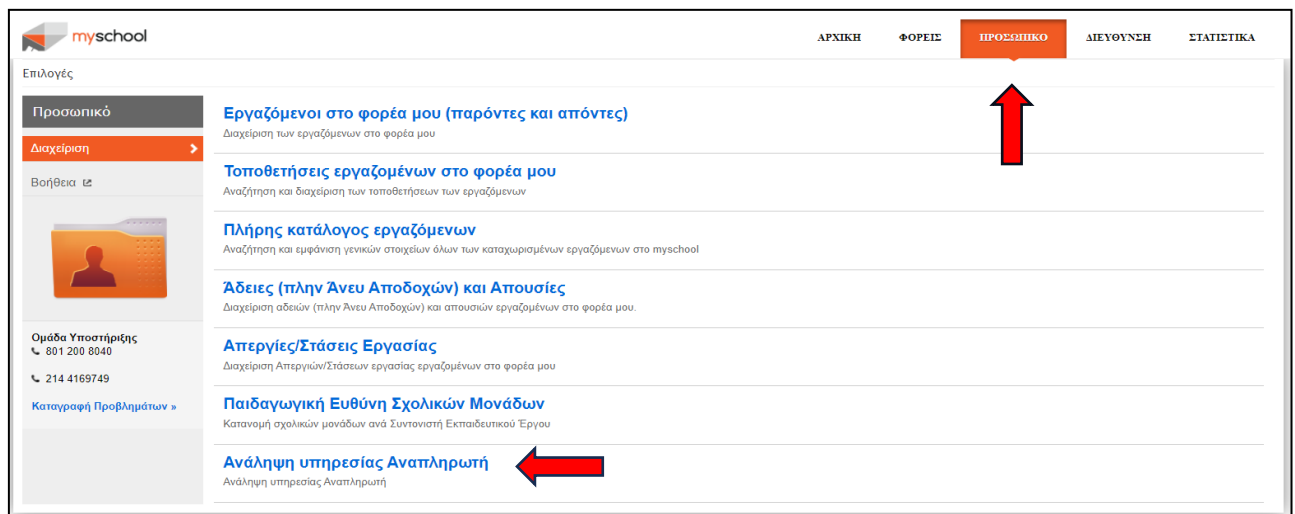 myschool
ΑΡΧΙΚΗ ΦΟΡΕΙΣ ΠΡΟΣΩΠΙΚΟ ΔΙΕΥΘΥΝΣΗ ΣΤΑΤΙΣΤΙΚΑ
Επιλογές
Προσωπικό
Διαχείριση
Βοήθεια
Ομάδα Υποστήριξης
801 200 8040
214 4169749
Καταγραφή Προβλημάτων »
Εργαζόμενοι στο φορέα μου (παρόντες και απόντες)
Διαχείριση των εργαζόμενων στο φορέα μου
Τοποθετήσεις εργαζομένων στο φορέα μου
Αναζήτηση και διαχείριση των τοποθετήσεων των εργαζόμενων
Πλήρης κατάλογος εργαζόμενων
Αναζήτηση και εμφάνιση γενικών στοιχείων όλων των καταχωρισμένων εργαζόμενων στο myschool
Άδειες (πλην Άνευ Αποδοχών) και Απουσίες
Διαχείριση αδειών (πλην Άνευ Αποδοχών) και απουσιών εργαζομένων στο φορέα μου.
Απεργίες/Στάσεις Εργασίας
Διαχείριση Απεργιών/Στάσεων εργασίας εργαζομένων στο φορέα μου
Παιδαγωγική Ευθύνη Σχολικών Μονάδων
Κατανομή σχολικών μονάδων ανά Συντονιστή Εκπαιδευτικού Έργου
Ανάληψη υπηρεσίας Αναπληρωτή
Ανάληψη υπηρεσίας Αναπληρωτή